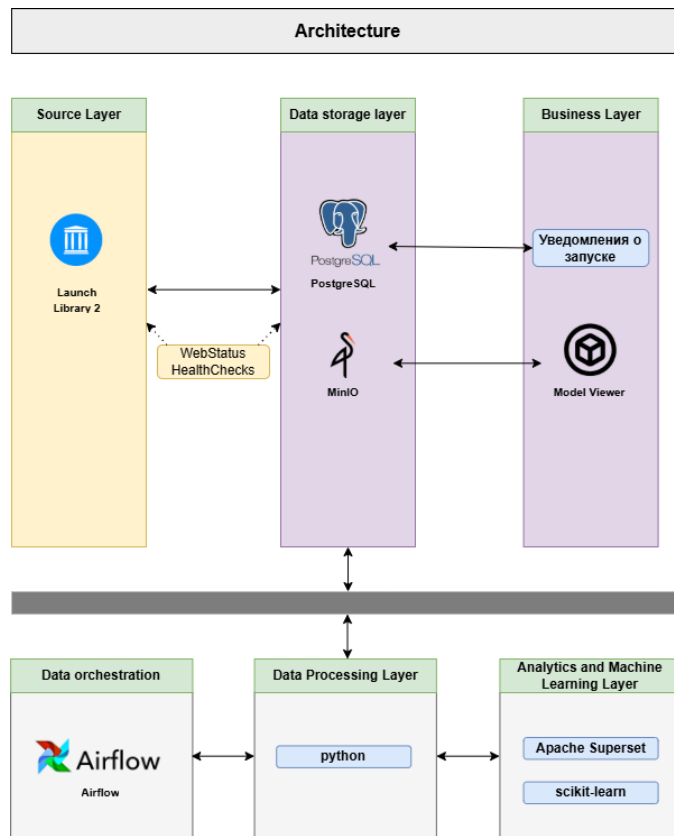 Architecture
Source Layer
Data storage layer
Business Layer
PostgreSQL
PostgreSQL
Уведомления о
запуске
Launch
Library 2
WebStatus
HealthChecks
MinIO
Model Viewer
Data orchestration
Data Processing Layer
Analytics and Machine
Learning Layer
Airflow
Airflow
python
Apache Superset
scikit-learn